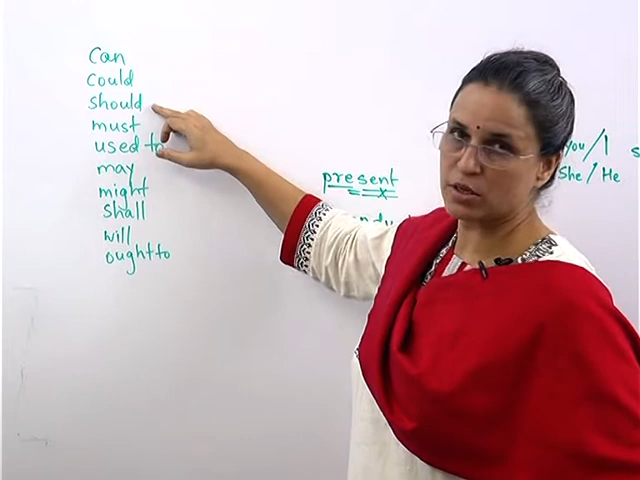 Can
Could
should
must
used to
may
might
shall
will
ought to
present
you / I
She / He